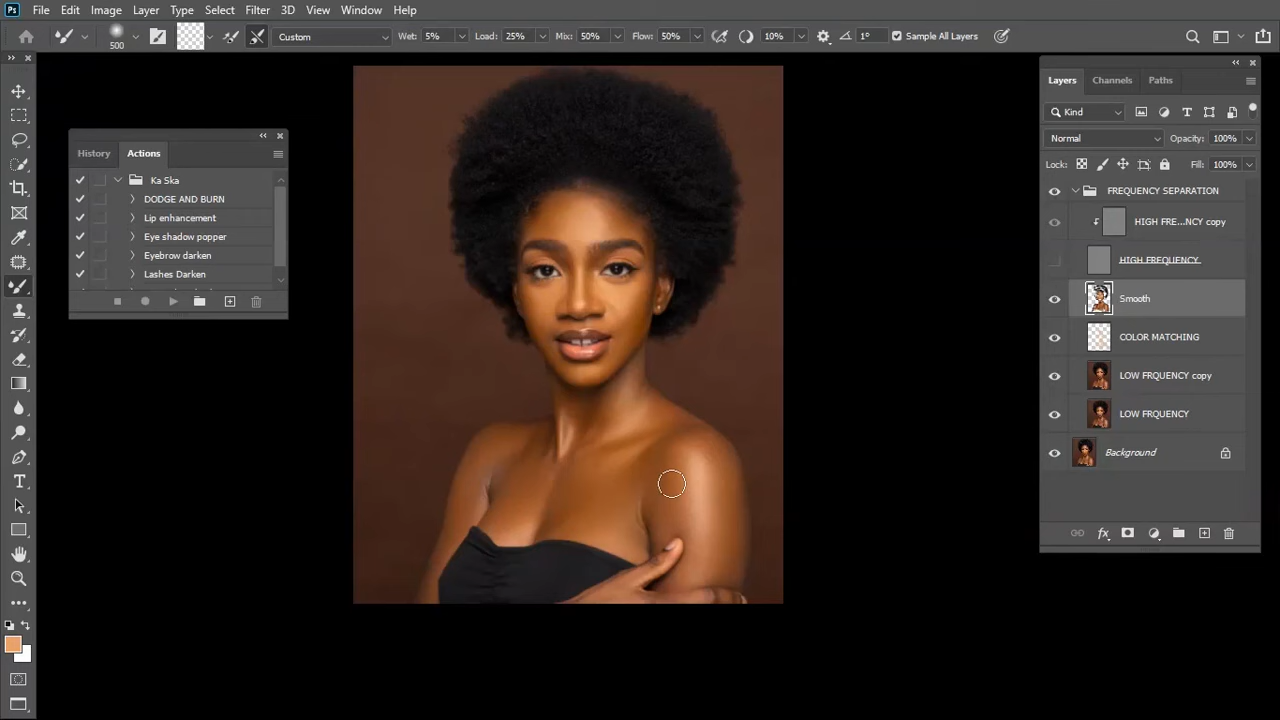 Ps File Edit Image Layer Type Select Filter 3D View Window Help
500 Custom Wet: 5% Load: 25% Mix: 50% Flow: 50% 10% 1° Sample All Layers
Layers Channels Paths
Kind
Normal Opacity: 100%
Lock: Fill: 100%
FREQUENCY SEPARATION
HIGH FRE...NCY copy
HIGH FREQUENCY
Smooth
COLOR MATCHING
LOW FRQUENCY copy
LOW FRQUENCY
Background
History Actions
Ka Ska
DODGE AND BURN
Lip enhancement
Eye shadow popper
Eyebrow darken
Lashes Darken